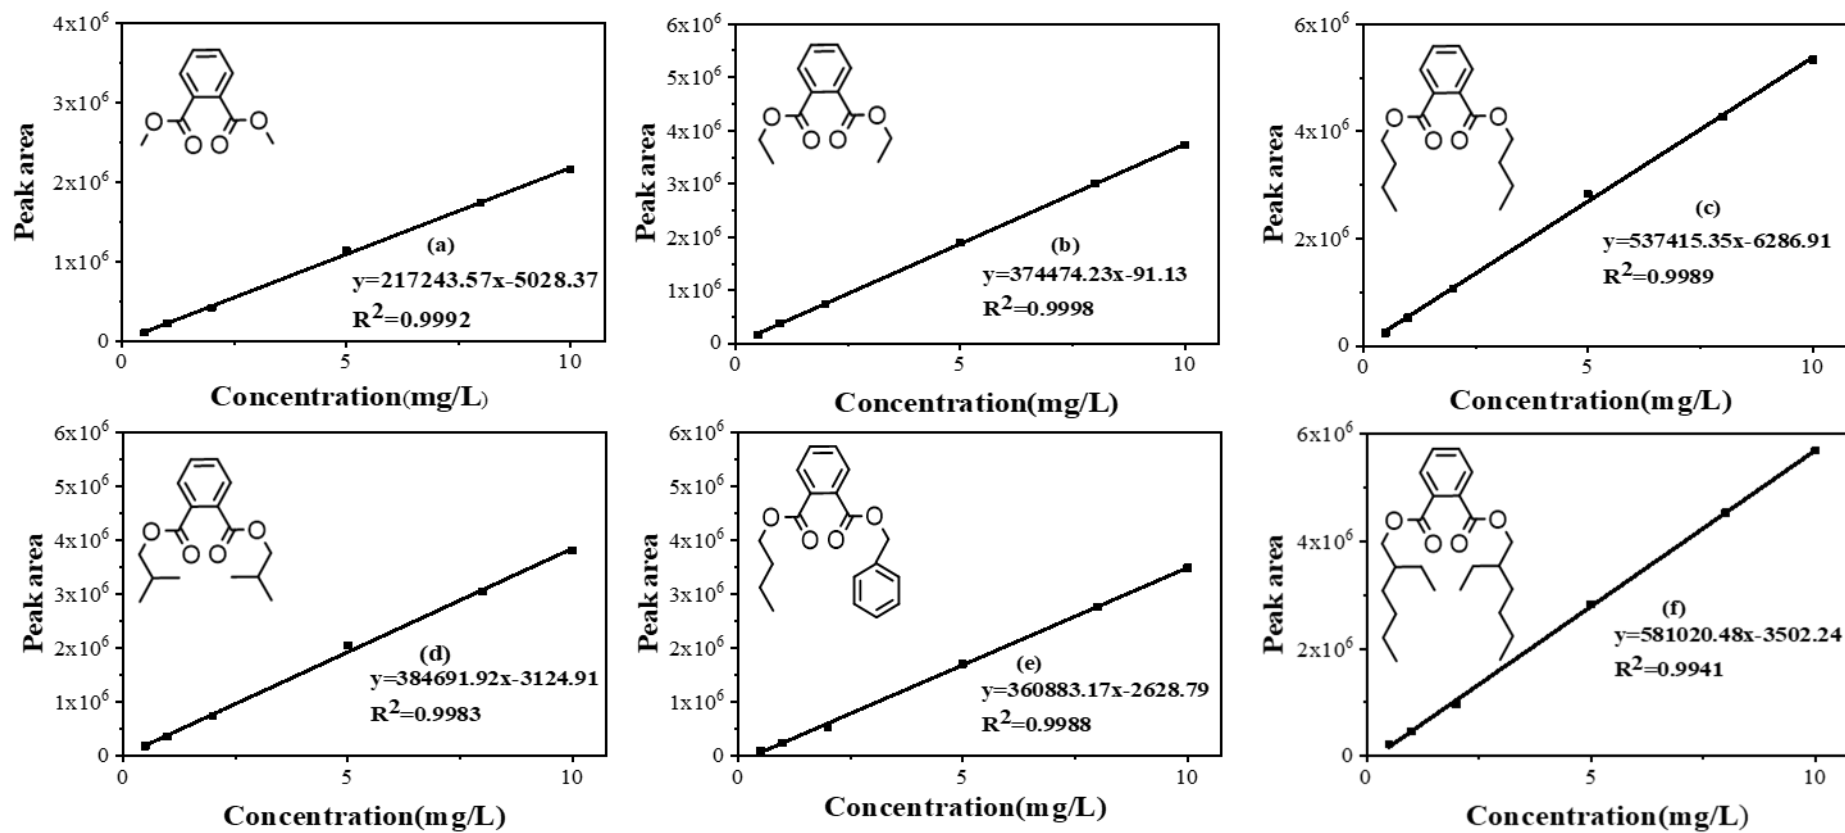 4x10⁶
3x10⁶
2x10⁶
1x10⁶
0
Peak area
O
O
O
O
(a)
y=217243.57x-5028.37
R²=0.9992
0
5
10
Concentration(mg/L)
6x10⁶
5x10⁶
4x10⁶
3x10⁶
2x10⁶
1x10⁶
0
Peak area
O
O
O
O
(b)
y=374474.23x-91.13
R²=0.9998
0
5
10
Concentration(mg/L)
6x10⁶
4x10⁶
2x10⁶
0
Peak area
O
O
O
O
(c)
y=537415.35x-6286.91
R²=0.9989
0
5
10
Concentration(mg/L)
6x10⁶
5x10⁶
4x10⁶
3x10⁶
2x10⁶
1x10⁶
0
Peak area
O
O
O
O
(d)
y=384691.92x-3124.91
R²=0.9983
0
5
10
Concentration(mg/L)
6x10⁶
5x10⁶
4x10⁶
3x10⁶
2x10⁶
1x10⁶
0
Peak area
O
O
O
O
(e)
y=360883.17x-2628.79
R²=0.9988
0
5
10
Concentration(mg/L)
6x10⁶
4x10⁶
2x10⁶
0
Peak area
O
O
O
O
(f)
y=581020.48x-3502.24
R²=0.9941
0
5
10
Concentration(mg/L)